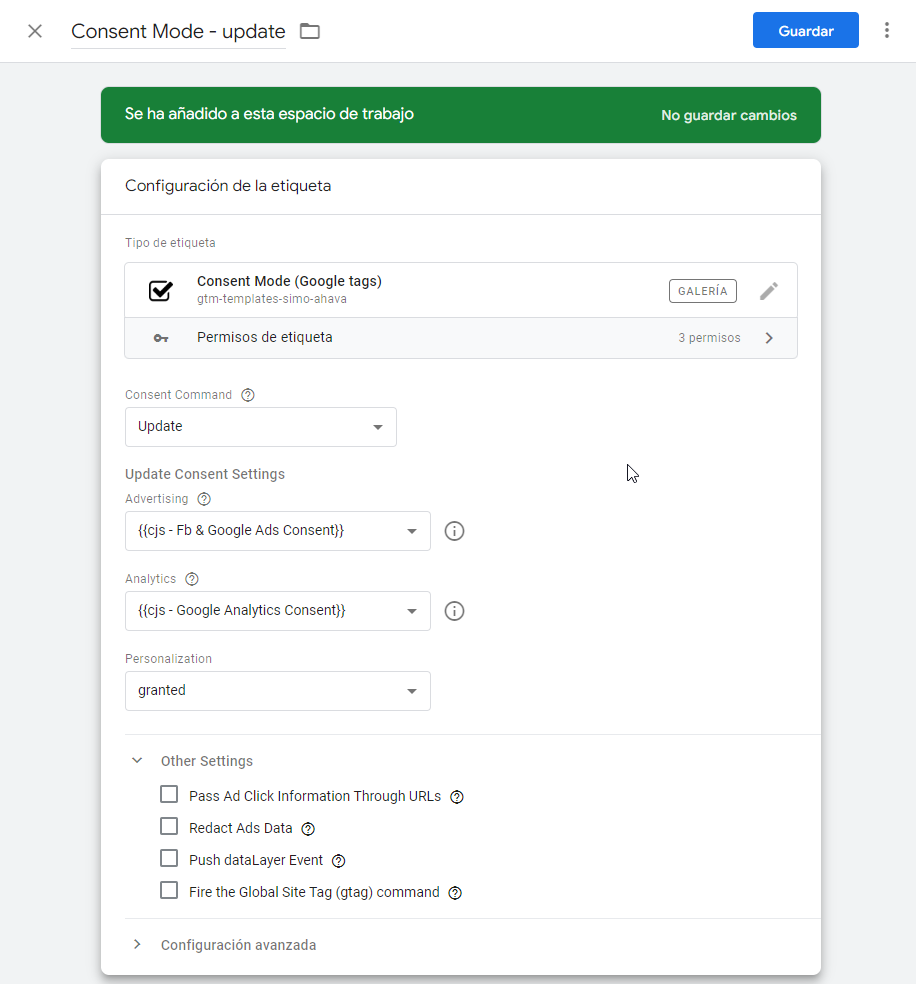 Consent Mode - update
Guardar
Se ha añadido a esta espacio de trabajo
No guardar cambios
Configuración de la etiqueta
Tipo de etiqueta
Consent Mode (Google tags)
gtm-templates-simo-ahava
GALERÍA
Permisos de etiqueta
3 permisos
Consent Command
Update
Update Consent Settings
Advertising
{{cjs - Fb & Google Ads Consent}}
Analytics
{{cjs - Google Analytics Consent}}
Personalization
granted
Other Settings
Pass Ad Click Information Through URLs
Redact Ads Data
Push dataLayer Event
Fire the Global Site Tag (gtag) command
Configuración avanzada